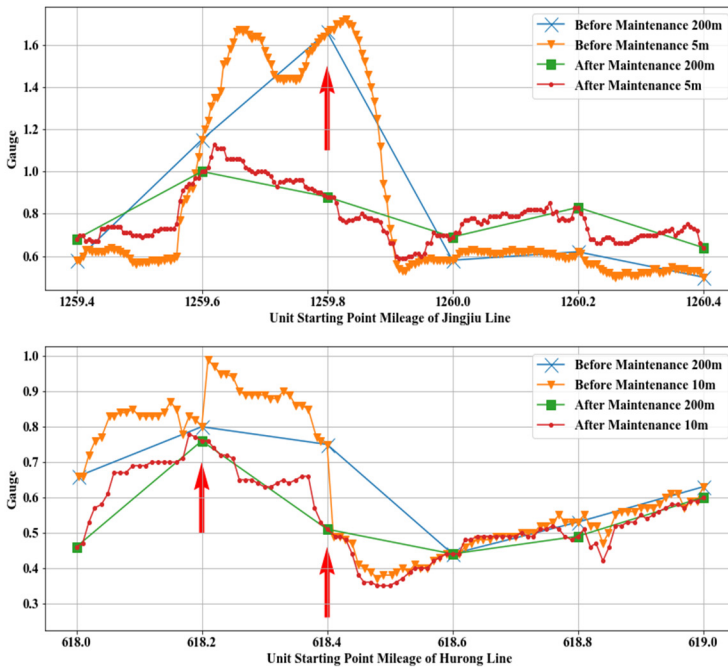 1.6
1.4
1.2
1.0
0.8
0.6
Gauge
Before Maintenance 200m
Before Maintenance 5m
After Maintenance 200m
After Maintenance 5m
1259.4 1259.6 1259.8 1260.0 1260.2 1260.4
Unit Starting Point Mileage of Jingjiu Line
1.0
0.9
0.8
0.7
0.6
0.5
0.4
0.3
Gauge
Before Maintenance 200m
Before Maintenance 10m
After Maintenance 200m
After Maintenance 10m
618.0 618.2 618.4 618.6 618.8 619.0
Unit Starting Point Mileage of Hurong Line